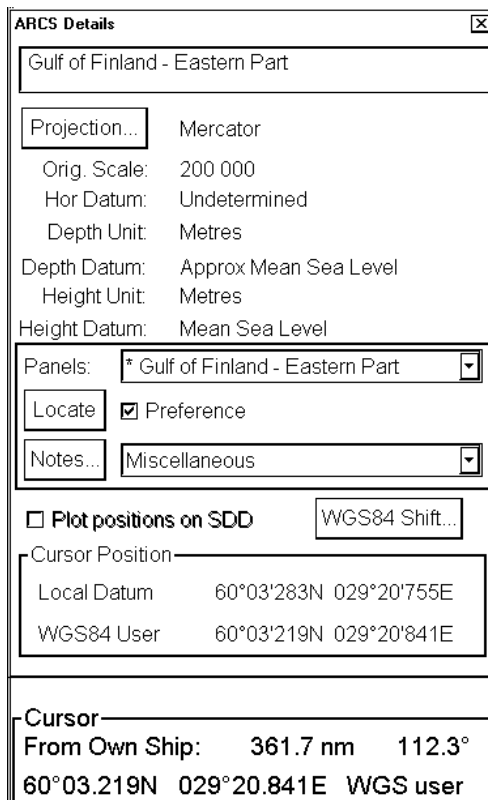 ARCS Details
Gulf of Finland - Eastern Part
Projection... Mercator
Orig. Scale: 200 000
Hor Datum: Undetermined
Depth Unit: Metres
Depth Datum: Approx Mean Sea Level
Height Unit: Metres
Height Datum: Mean Sea Level
Panels: * Gulf of Finland - Eastern Part
Locate Preference
Notes... Miscellaneous
Plot positions on SDD WGS84 Shift...
Cursor Position
Local Datum 60°03'283N 029°20'755E
WGS84 User 60°03'219N 029°20'841E
Cursor
From Own Ship: 361.7 nm 112.3°
60°03.219N 029°20.841E WGS user